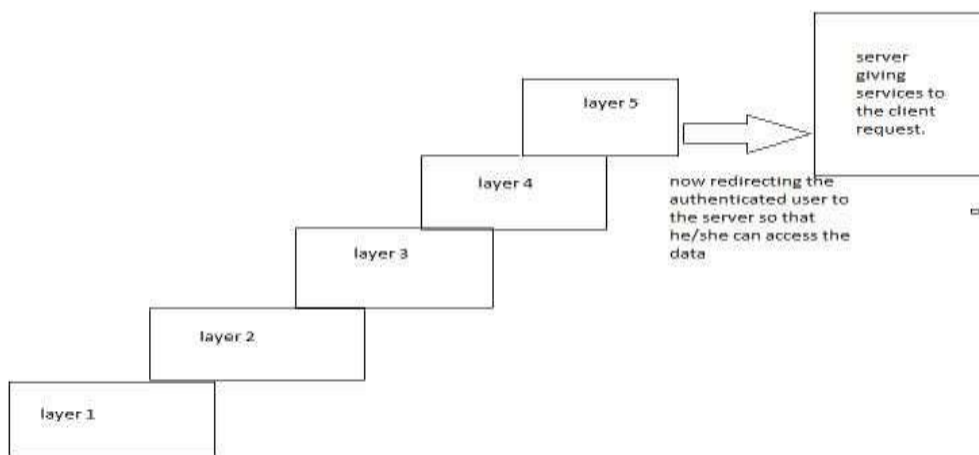 server
giving
services to
the client
request.
layer 5
layer 4
now redirecting the
authenticated user to
the server so that
he/she can access the
data
layer 3
layer 2
layer 1